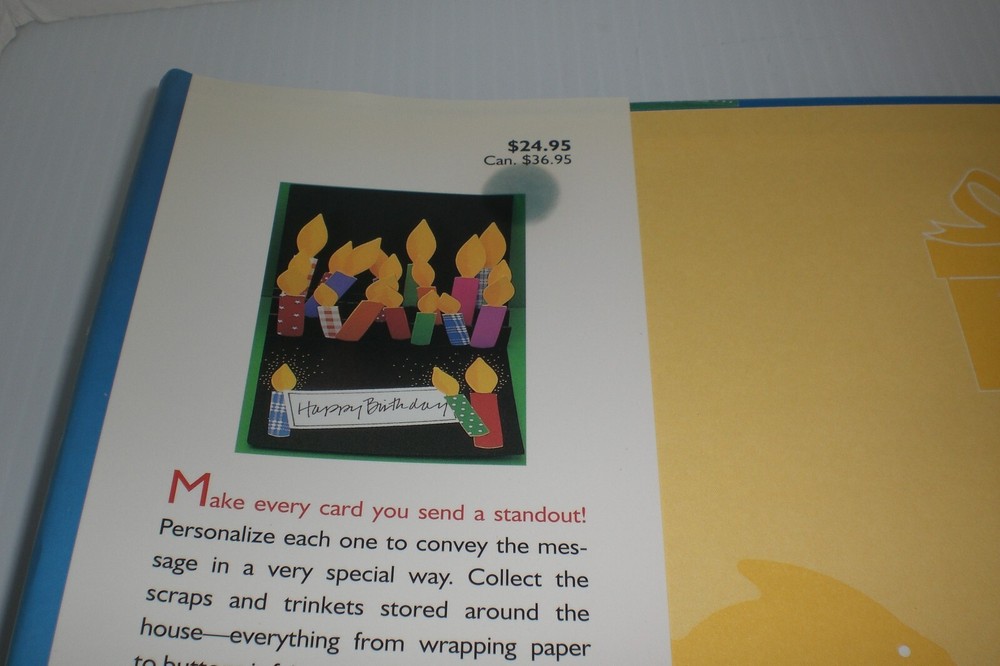 $24.95
Can. $36.95
Happy Birthday
Make every card you send a standout!
Personalize each one to convey the mes-
sage in a very special way. Collect the
scraps and trinkets stored around the
house—everything from wrapping paper
to